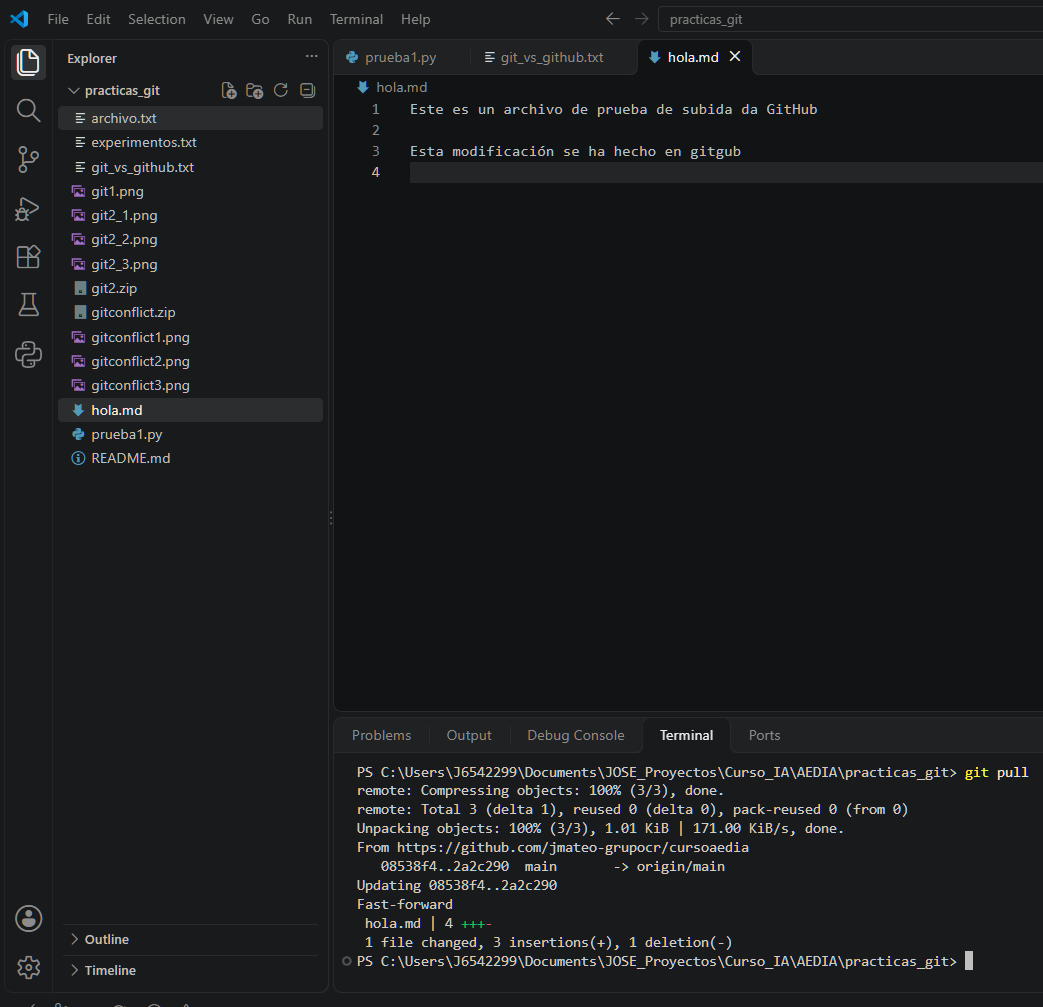 File Edit Selection View Go Run Terminal Help
practicas_git
Explorer
practicas_git
archivo.txt
experimentos.txt
git_vs_github.txt
git1.png
git2_1.png
git2_2.png
git2_3.png
git2.zip
gitconflict.zip
gitconflict1.png
gitconflict2.png
gitconflict3.png
hola.md
prueba1.py
README.md
Outline
Timeline
prueba1.py git_vs_github.txt hola.md
hola.md
1 Este es un archivo de prueba de subida da GitHub
2
3 Esta modificación se ha hecho en gitgub
4
Problems Output Debug Console Terminal Ports
PS C:\Users\J6542299\Documents\JOSE_Proyectos\Curso_IA\AEDIA\practicas_git> git pull
remote: Compressing objects: 100% (3/3), done.
remote: Total 3 (delta 1), reused 0 (delta 0), pack-reused 0 (from 0)
Unpacking objects: 100% (3/3), 1.01 KiB | 171.00 KiB/s, done.
From https://github.com/jmateo-grupocr/cursoaedia
08538f4..2a2c290 main -> origin/main
Updating 08538f4..2a2c290
Fast-forward
hola.md | 4 +++-
1 file changed, 3 insertions(+), 1 deletion(-)
PS C:\Users\J6542299\Documents\JOSE_Proyectos\Curso_IA\AEDIA\practicas_git>